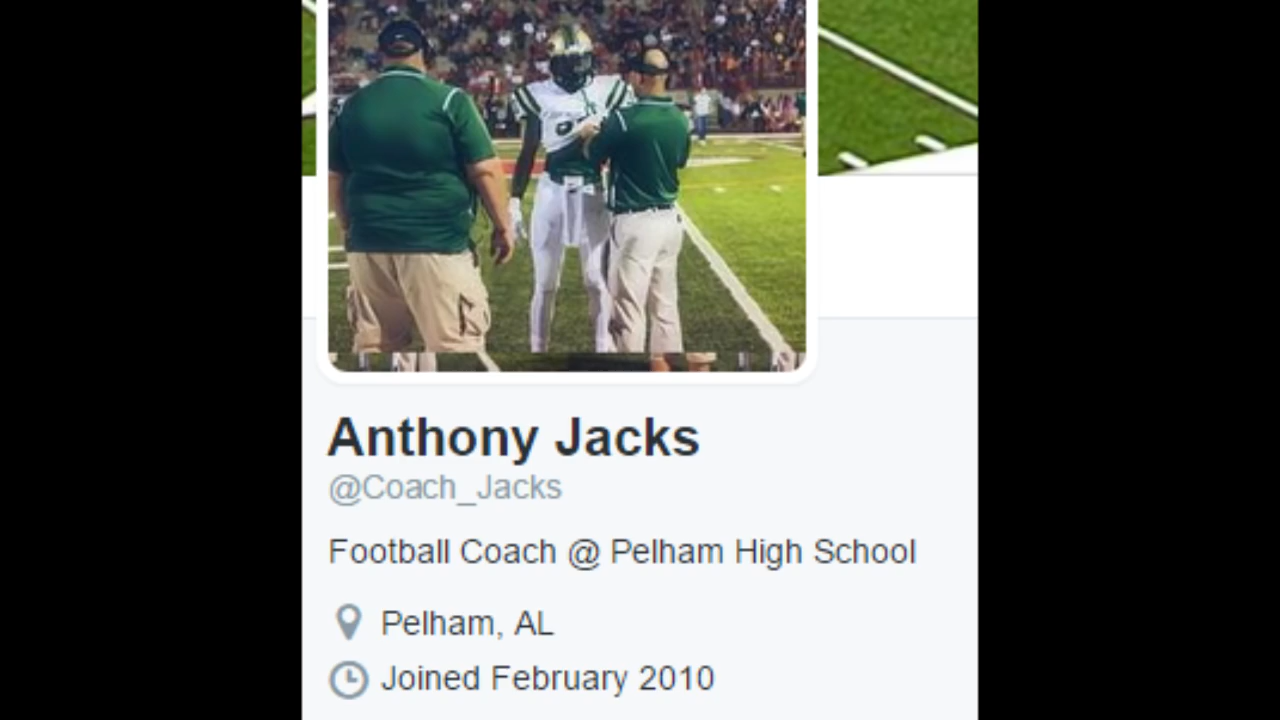 Anthony Jacks
@Coach_Jacks
Football Coach @ Pelham High School
Pelham, AL
Joined February 2010